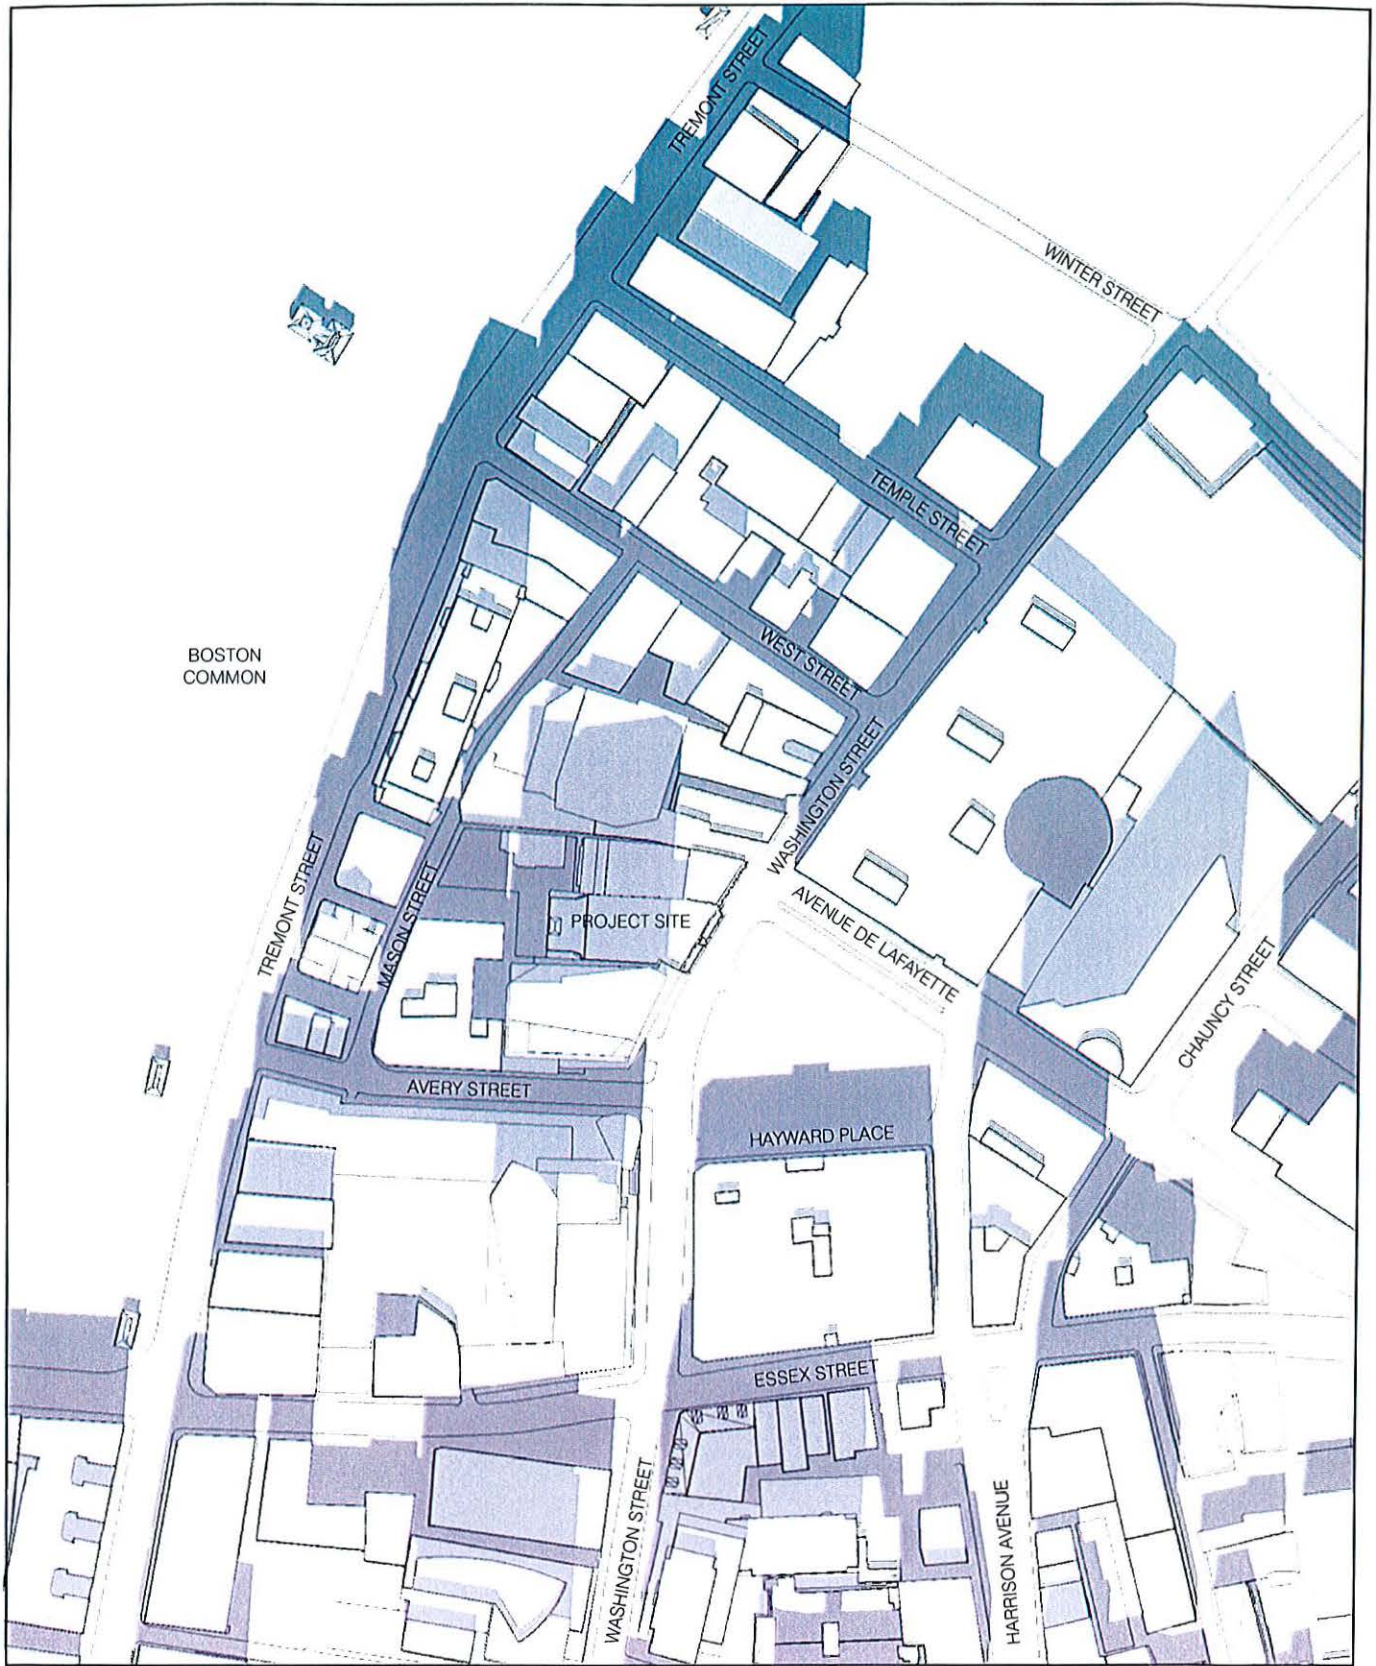 TREMONT STREET
WINTER STREET
TEMPLE STREET
BOSTON
COMMON
WEST STREET
WASHINGTON STREET
TREMONT STREET
MASON STREET
PROJECT SITE
AVENUE DE LAFAYETTE
CHAUNCY STREET
AVERY STREET
HAYWARD PLACE
ESSEX STREET
WASHINGTON STREET
HARRISON AVENUE